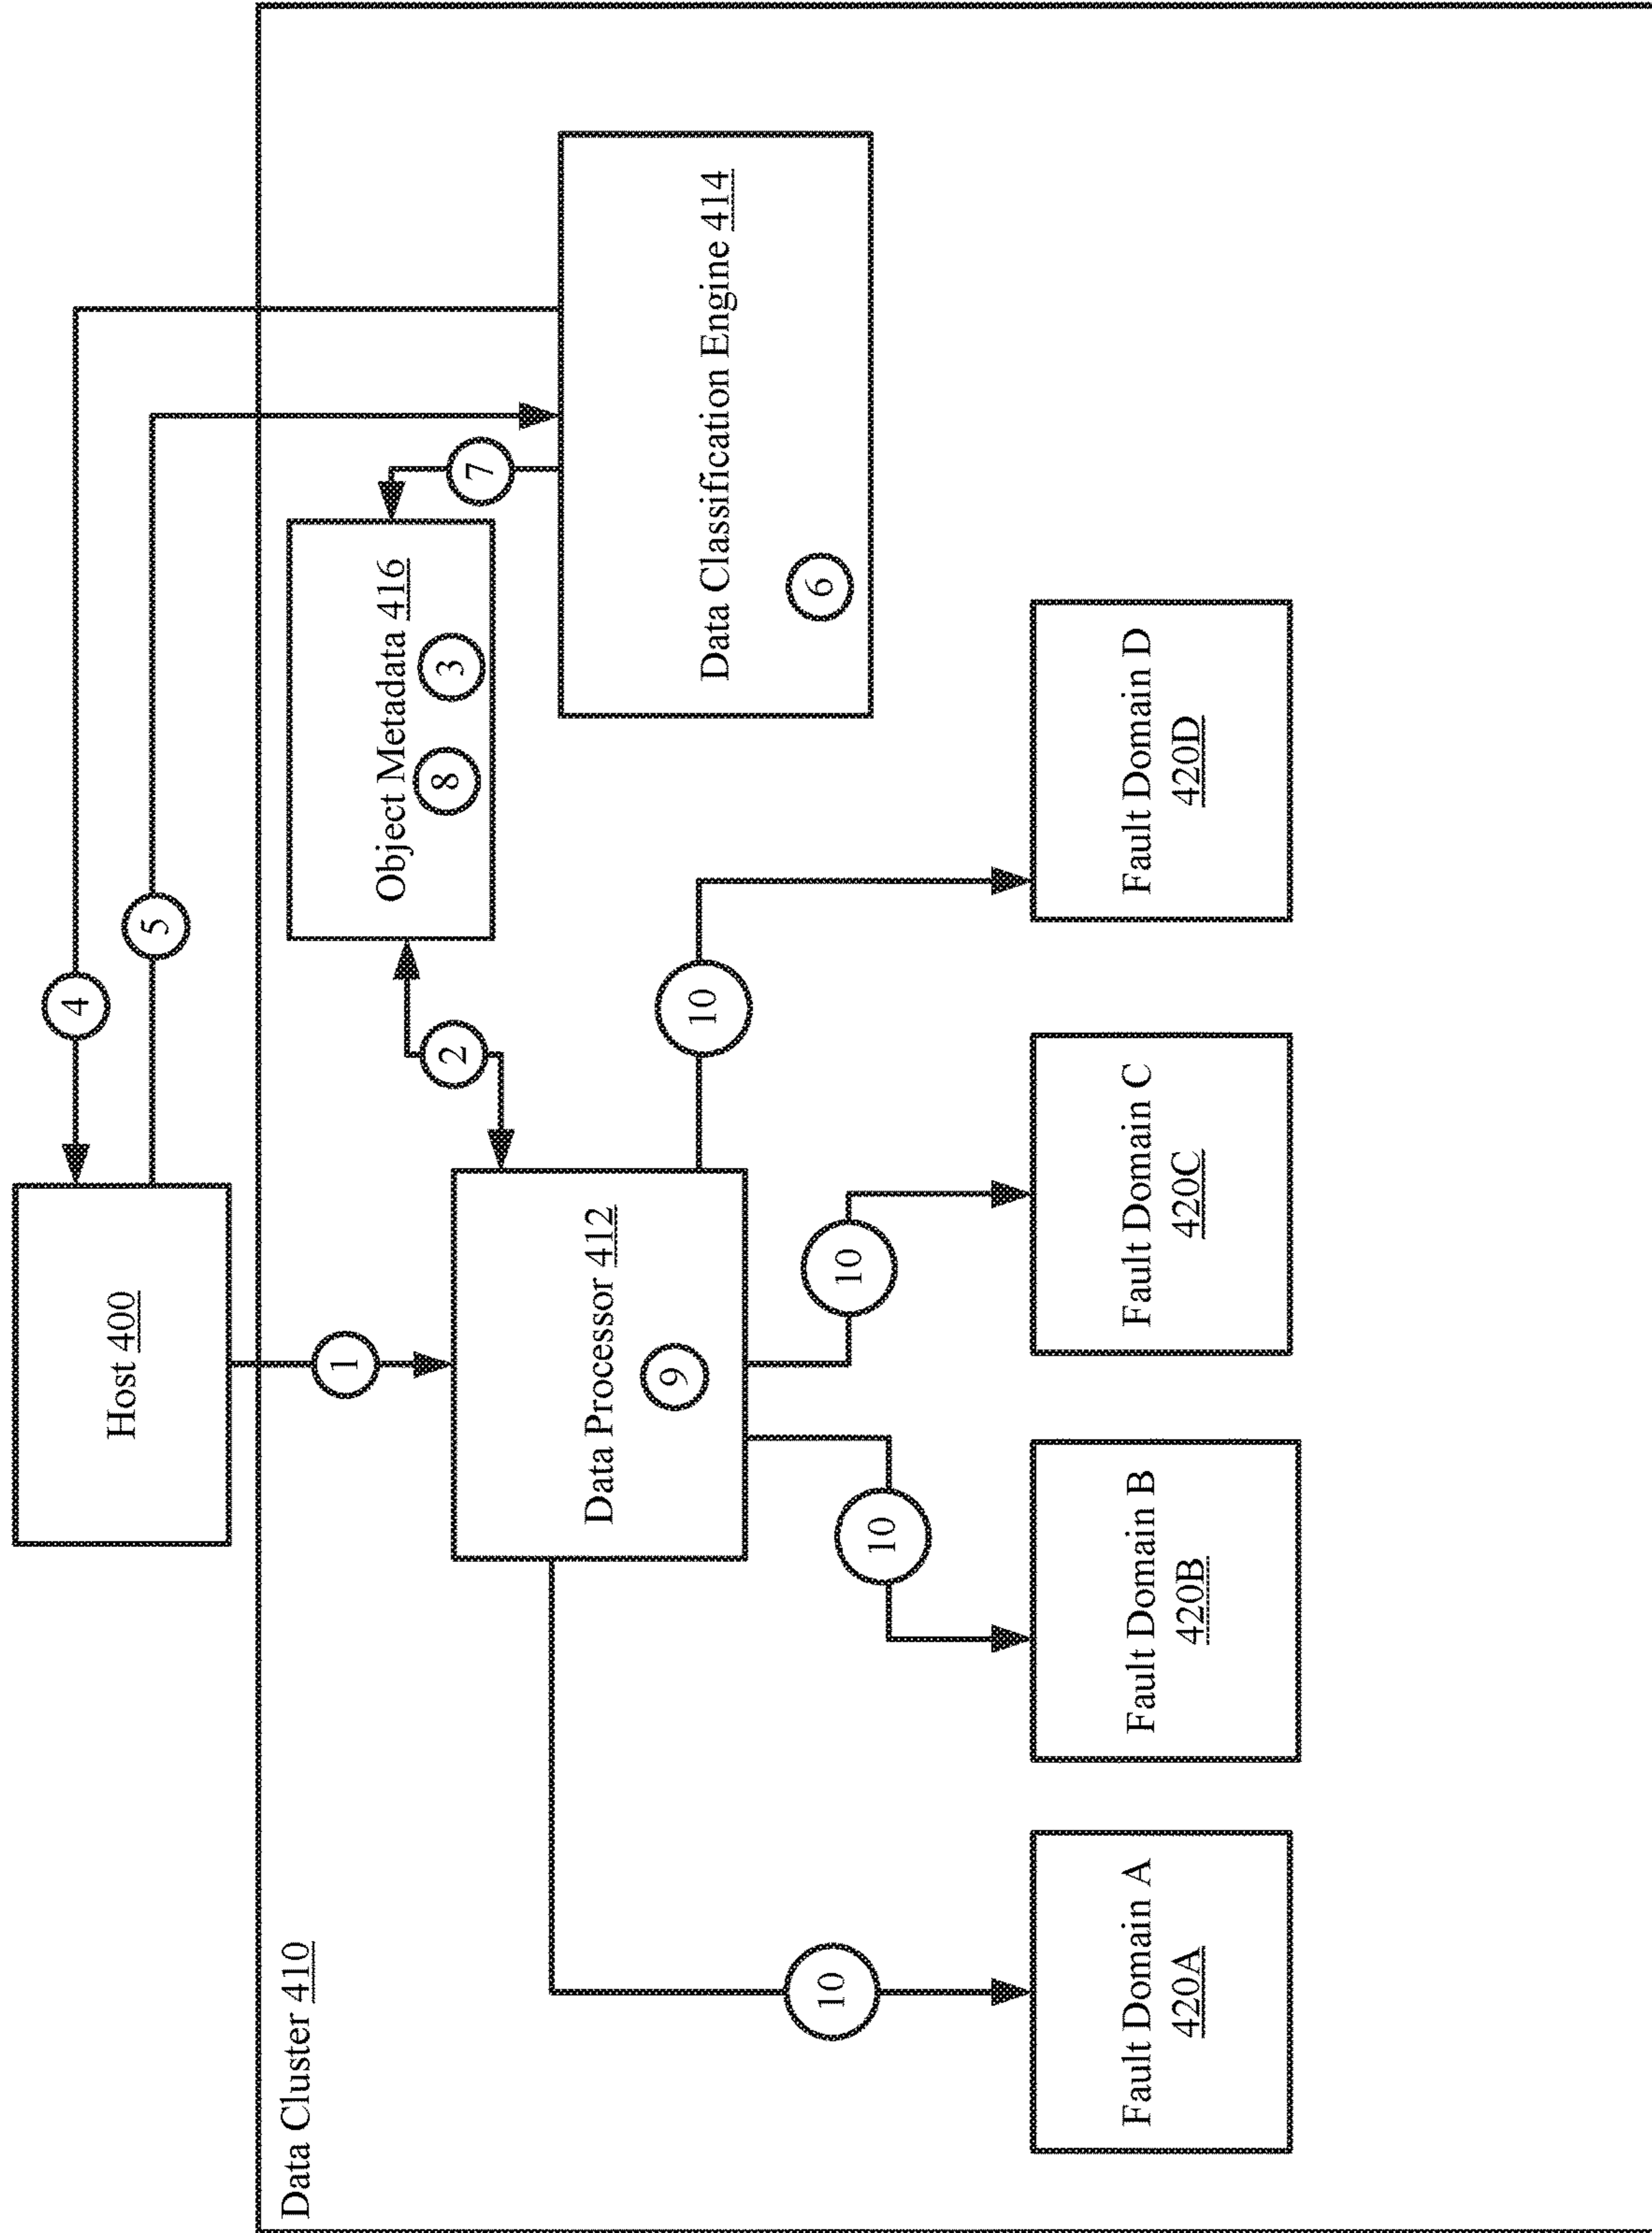 Host 400
4
5
1
Data Cluster 410
Object Metadata 416
8
3
7
2
Data Processor 412
9
Data Classification Engine 414
6
10
10
10
10
Fault Domain A
420A
Fault Domain B
420B
Fault Domain C
420C
Fault Domain D
420D